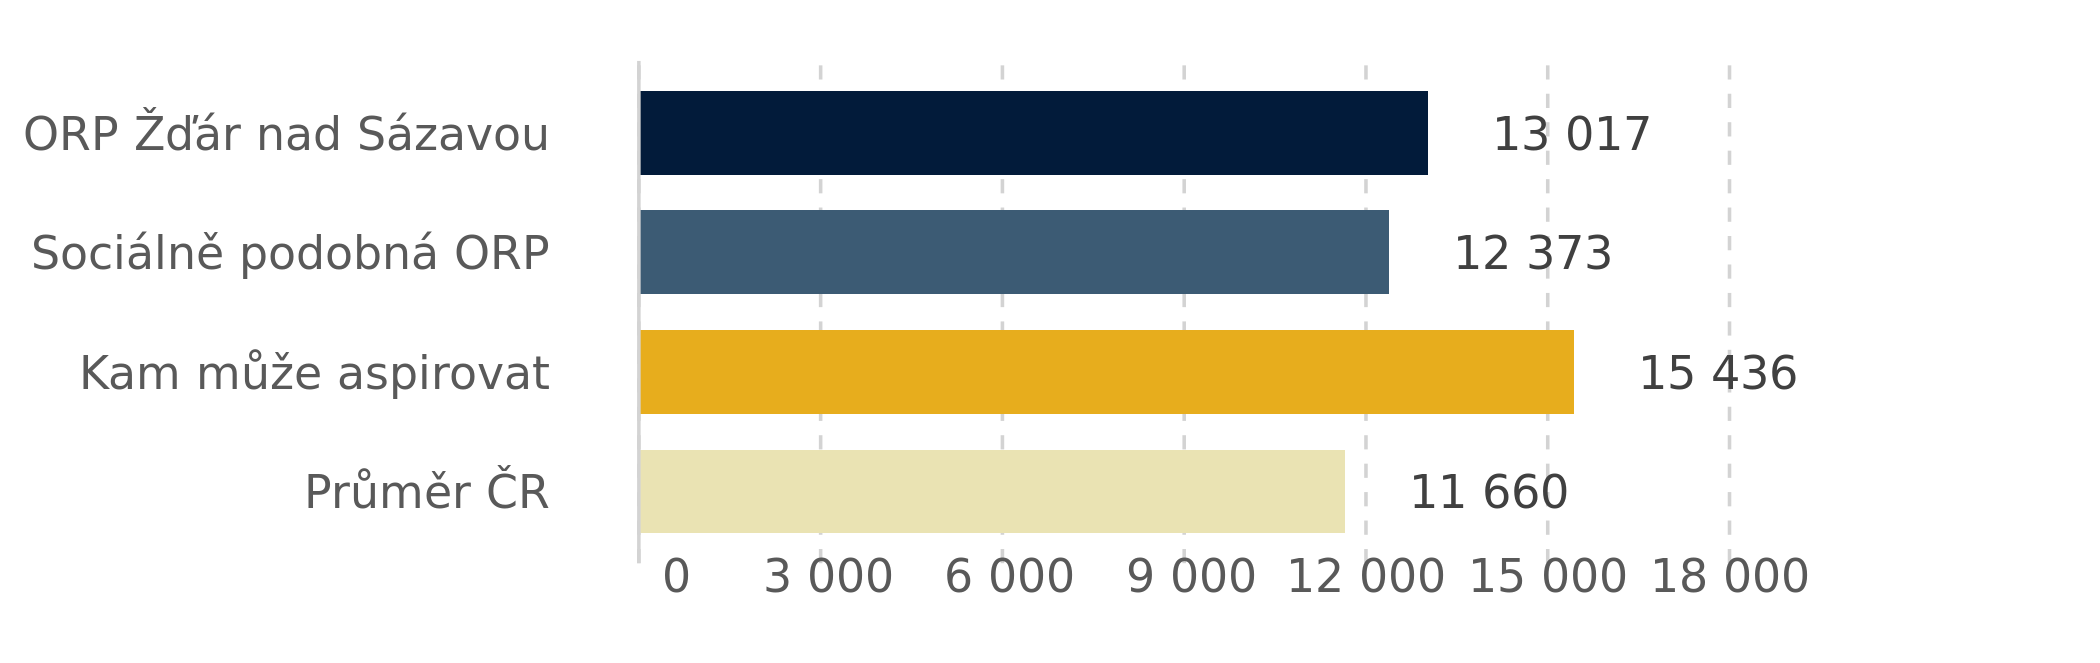 ORP Žďár nad Sázavou 13 017
Sociálně podobná ORP 12 373
Kam může aspirovat 15 436
Průměr ČR 11 660
0 3 000 6 000 9 000 12 000 15 000 18 000